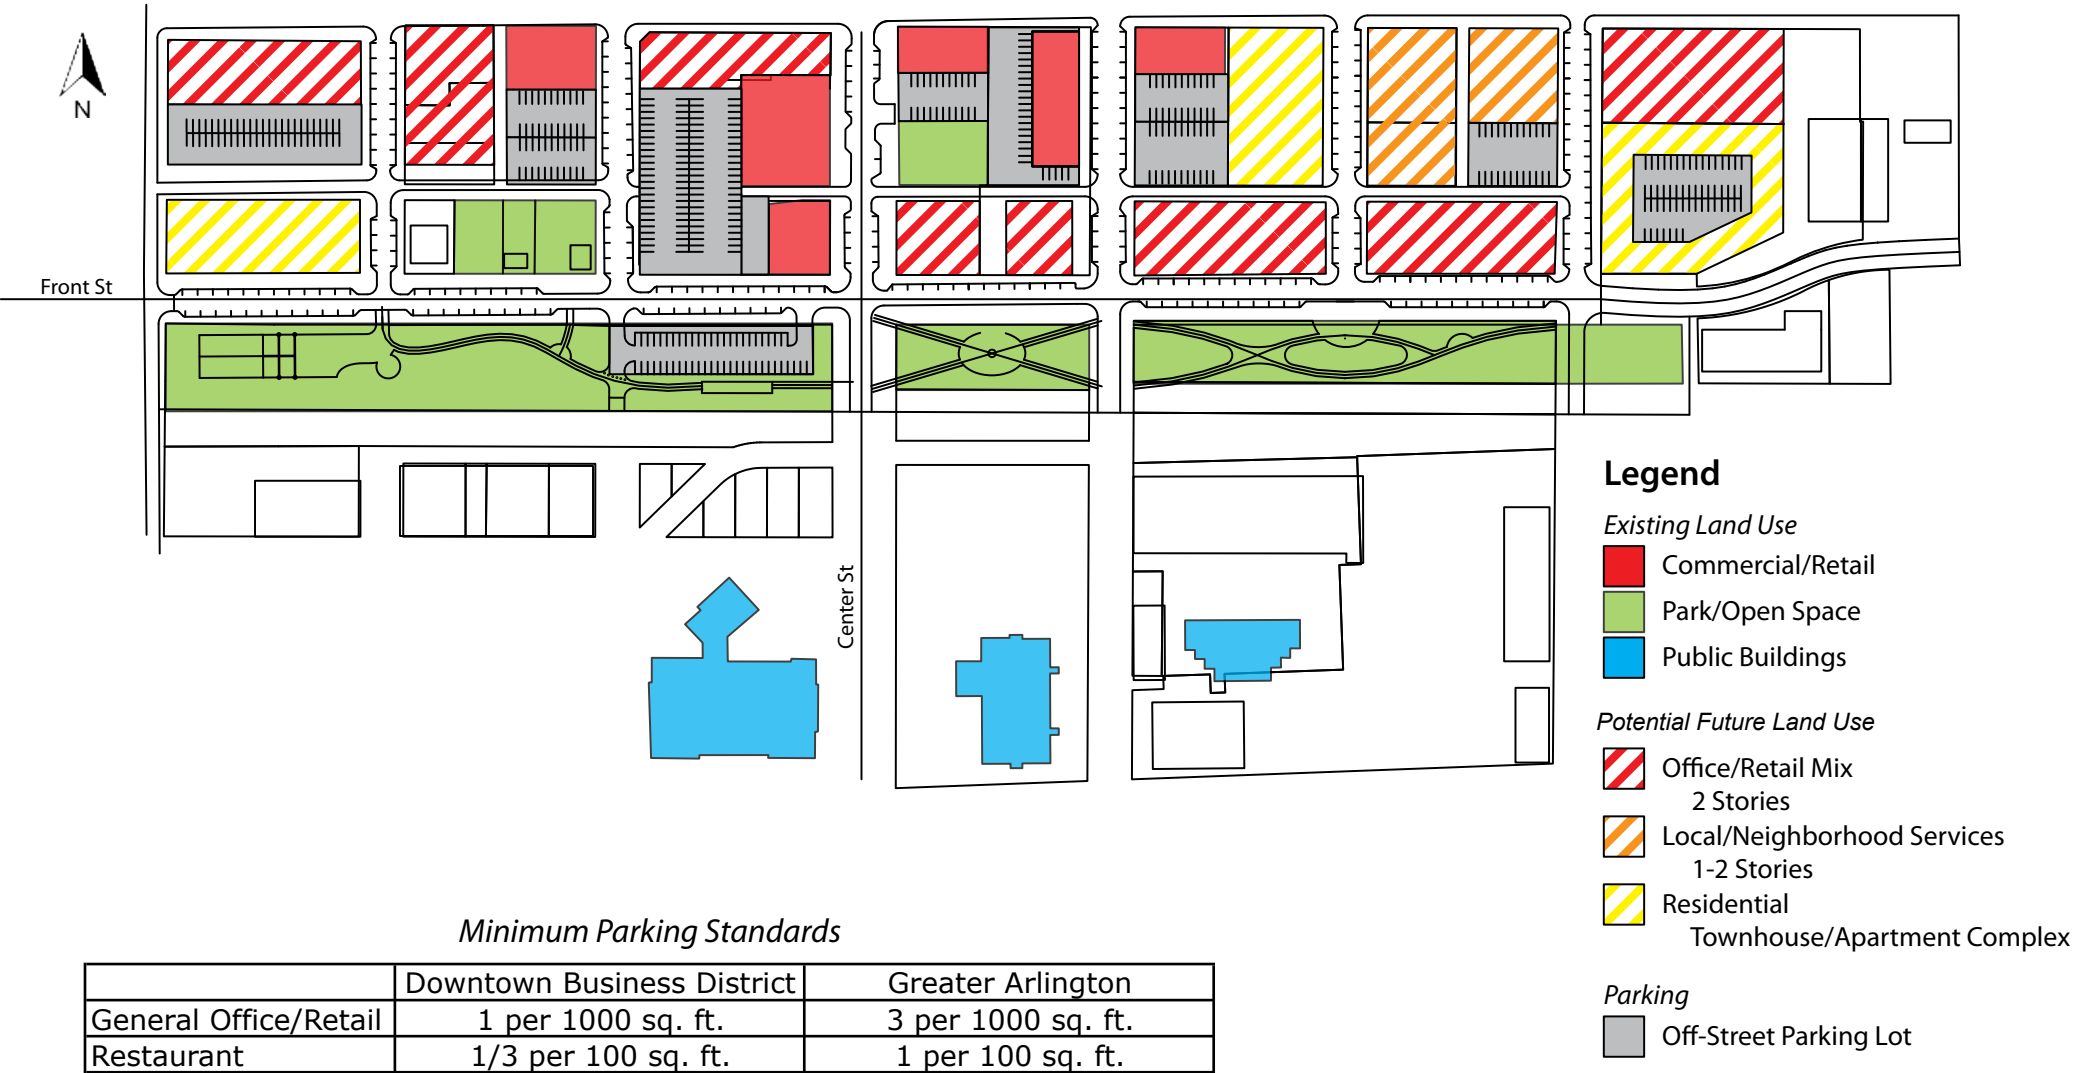 N
Front St
Center St
Legend
Existing Land Use
Commercial/Retail
Park/Open Space
Public Buildings
Potential Future Land Use
Office/Retail Mix
2 Stories
Local/Neighborhood Services
1-2 Stories
Residential
Townhouse/Apartment Complex
Parking
Off-Street Parking Lot
Minimum Parking Standards
Downtown Business District Greater Arlington
General Office/Retail 1 per 1000 sq. ft. 3 per 1000 sq. ft.
Restaurant 1/3 per 100 sq. ft. 1 per 100 sq. ft.